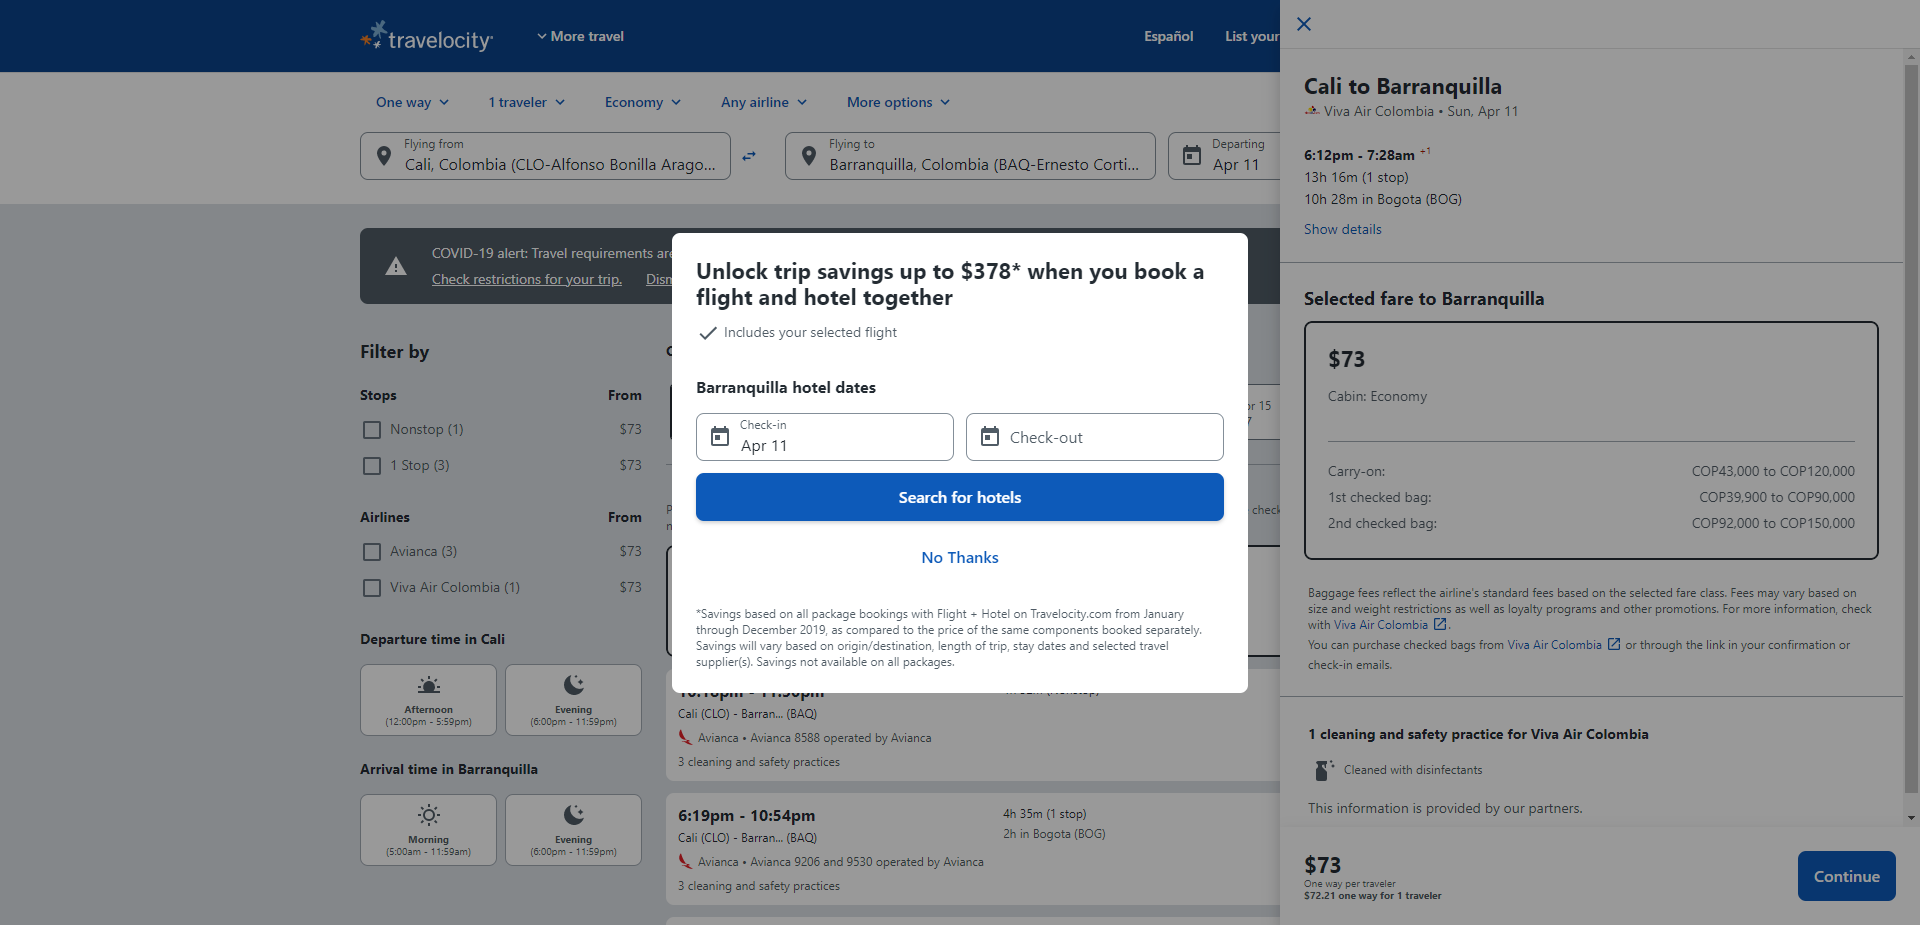 travelocity
More travel
Español
List your
One way
1 traveler
Economy
Any airline
More options
Flying from
Cali, Colombia (CLO-Alfonso Bonilla Arago...
Flying to
Barranquilla, Colombia (BAQ-Ernesto Corti...
Departing
Apr 11
COVID-19 alert: Travel requirements are
Check restrictions for your trip.
Filter by
Stops From
Nonstop (1) $73
1 Stop (3) $73
Airlines From
Avianca (3) $73
Viva Air Colombia (1) $73
Departure time in Cali
Afternoon
(12:00pm - 5:59pm)
Evening
(6:00pm - 11:59pm)
Arrival time in Barranquilla
Morning
(5:00am - 11:59am)
Evening
(6:00pm - 11:59pm)
Unlock trip savings up to $378* when you book a
flight and hotel together
Includes your selected flight
Barranquilla hotel dates
Check-in
Apr 11
Check-out
Search for hotels
No Thanks
*Savings based on all package bookings with Flight + Hotel on Travelocity.com from January
through December 2019, as compared to the price of the same components booked separately.
Savings will vary based on origin/destination, length of trip, stay dates and selected travel
supplier(s). Savings not available on all packages.
Cali (CLO) - Barran... (BAQ)
Avianca • Avianca 8588 operated by Avianca
3 cleaning and safety practices
6:19pm - 10:54pm
4h 35m (1 stop)
Cali (CLO) - Barran... (BAQ)
2h in Bogota (BOG)
Avianca • Avianca 9206 and 9530 operated by Avianca
3 cleaning and safety practices
Cali to Barranquilla
Viva Air Colombia • Sun, Apr 11
6:12pm - 7:28am +1
13h 16m (1 stop)
10h 28m in Bogota (BOG)
Show details
Selected fare to Barranquilla
$73
Cabin: Economy
Carry-on: COP43,000 to COP120,000
1st checked bag: COP39,900 to COP90,000
2nd checked bag: COP92,000 to COP150,000
Baggage fees reflect the airline's standard fees based on the selected fare class. Fees may vary based on
size and weight restrictions as well as loyalty programs and other promotions. For more information, check
with Viva Air Colombia .
You can purchase checked bags from Viva Air Colombia or through the link in your confirmation or
check-in emails.
1 cleaning and safety practice for Viva Air Colombia
Cleaned with disinfectants
This information is provided by our partners.
$73
One way per traveler
$72.21 one way for 1 traveler
Continue